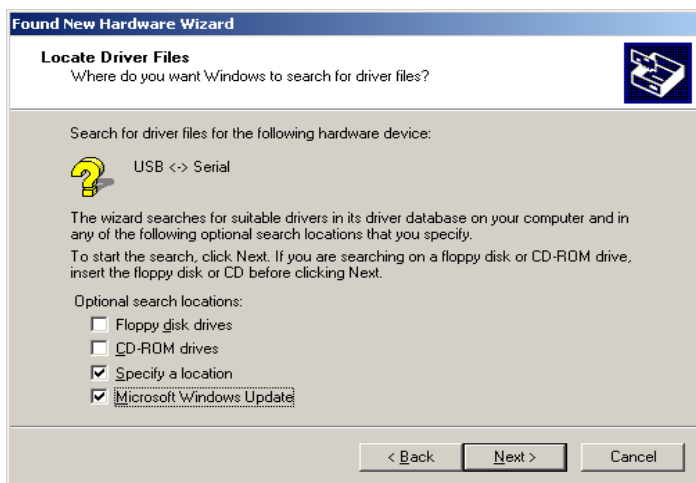 Found New Hardware Wizard
Locate Driver Files
Where do you want Windows to search for driver files?
Search for driver files for the following hardware device:
USB <-> Serial
The wizard searches for suitable drivers in its driver database on your computer and in
any of the following optional search locations that you specify.
To start the search, click Next. If you are searching on a floppy disk or CD-ROM drive,
insert the floppy disk or CD before clicking Next.
Optional search locations:
Floppy disk drives
CD-ROM drives
Specify a location
Microsoft Windows Update
< Back Next > Cancel